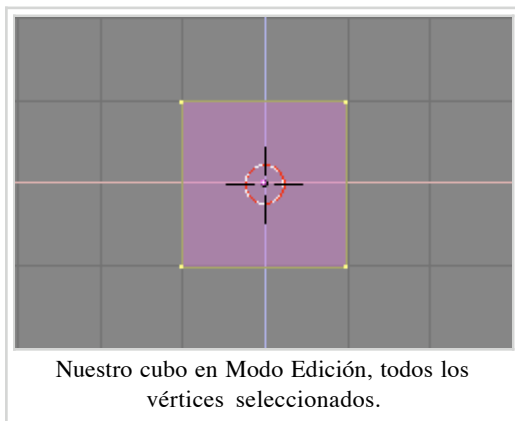 Nuestro cubo en Modo Edición, todos los
vértices seleccionados.